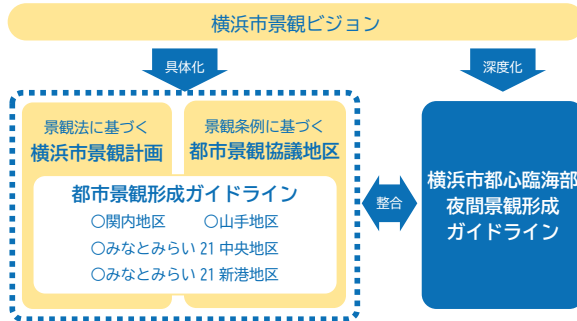 横浜市景観ビジョン
具体化
深度化
景観法に基づく
横浜市景観計画
景観条例に基づく
都市景観協議地区
都市景観形成ガイドライン
○関内地区 ○山手地区
○みなとみらい 21 中央地区
○みなとみらい 21 新港地区
整合
横浜市都心臨海部
夜間景観形成
ガイドライン